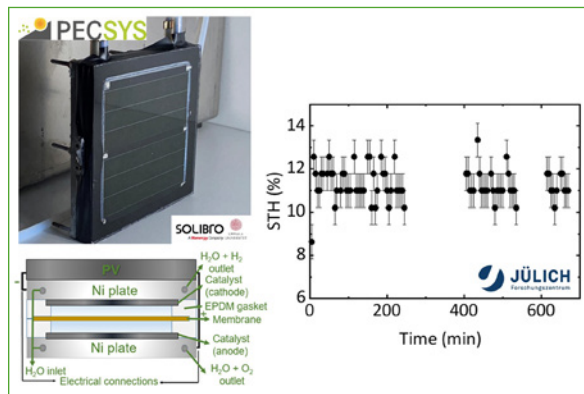 PECSYS
SOLIBRO
PV
Ni plate
Ni plate
H₂O + H₂
outlet
Catalyst
(cathode)
EPDM gasket
Membrane
Catalyst
(anode)
H₂O + O₂
outlet
H₂O inlet
Electrical connections
-
+
STH (%)
14
12
10
8
6
0
200
400
600
Time (min)
JÜLICH
Forschungszentrum